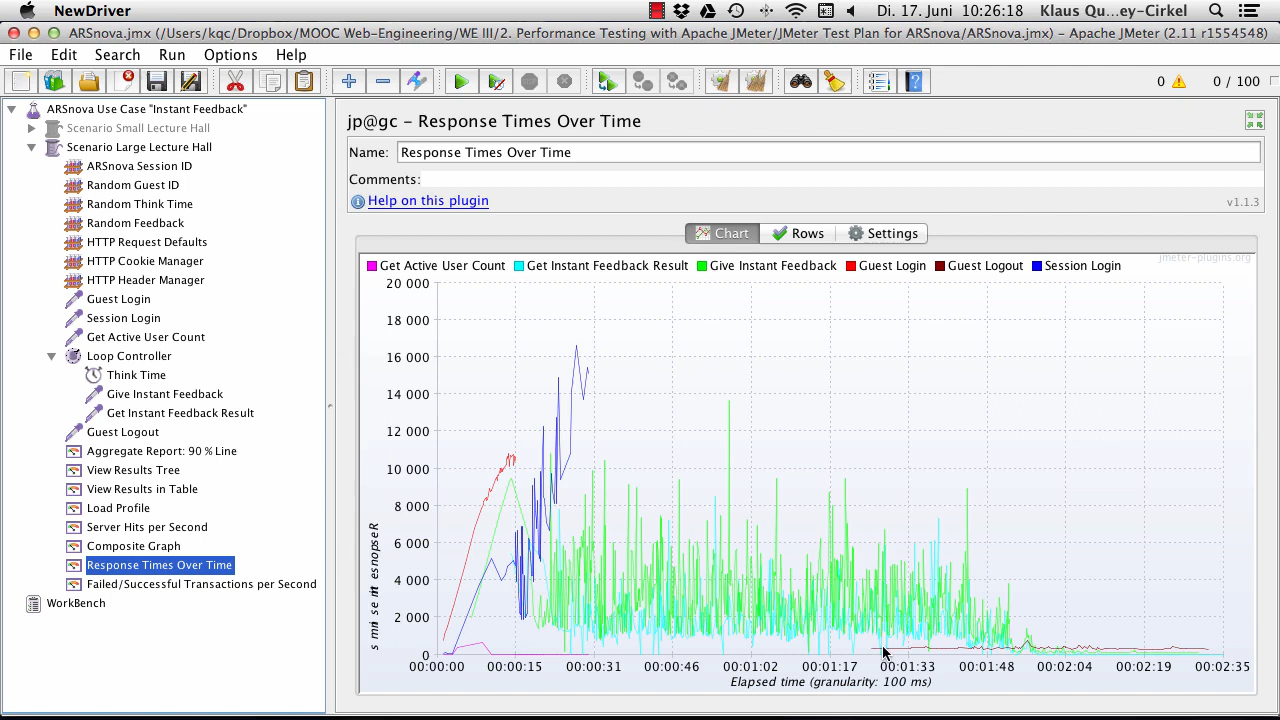 NewDriver
Di. 17. Juni 10:26:18 Klaus Qu...ey-Cirkel
ARSnova.jmx (/Users/kqc/Dropbox/MOOC Web-Engineering/WE III/2. Performance Testing with Apache JMeter/JMeter Test Plan for ARSnova/ARSnova.jmx) – Apache JMeter (2.11 r1554548)
File Edit Search Run Options Help
0 0 / 100
ARSnova Use Case "Instant Feedback"
Scenario Small Lecture Hall
Scenario Large Lecture Hall
ARSnova Session ID
Random Guest ID
Random Think Time
Random Feedback
HTTP Request Defaults
HTTP Cookie Manager
HTTP Header Manager
Guest Login
Session Login
Get Active User Count
Loop Controller
Think Time
Give Instant Feedback
Get Instant Feedback Result
Guest Logout
Aggregate Report: 90 % Line
View Results Tree
View Results in Table
Load Profile
Server Hits per Second
Composite Graph
Response Times Over Time
Failed/Successful Transactions per Second
WorkBench
jp@gc – Response Times Over Time
Name: Response Times Over Time
Comments:
Help on this plugin
v1.1.3
Chart Rows Settings
jmeter-plugins.org
Get Active User Count Get Instant Feedback Result Give Instant Feedback Guest Login Guest Logout Session Login
20 000
18 000
16 000
14 000
12 000
10 000
8 000
6 000
4 000
2 000
0
00:00:00 00:00:15 00:00:31 00:00:46 00:01:02 00:01:17 00:01:33 00:01:48 00:02:04 00:02:19 00:02:35
Elapsed time (granularity: 100 ms)